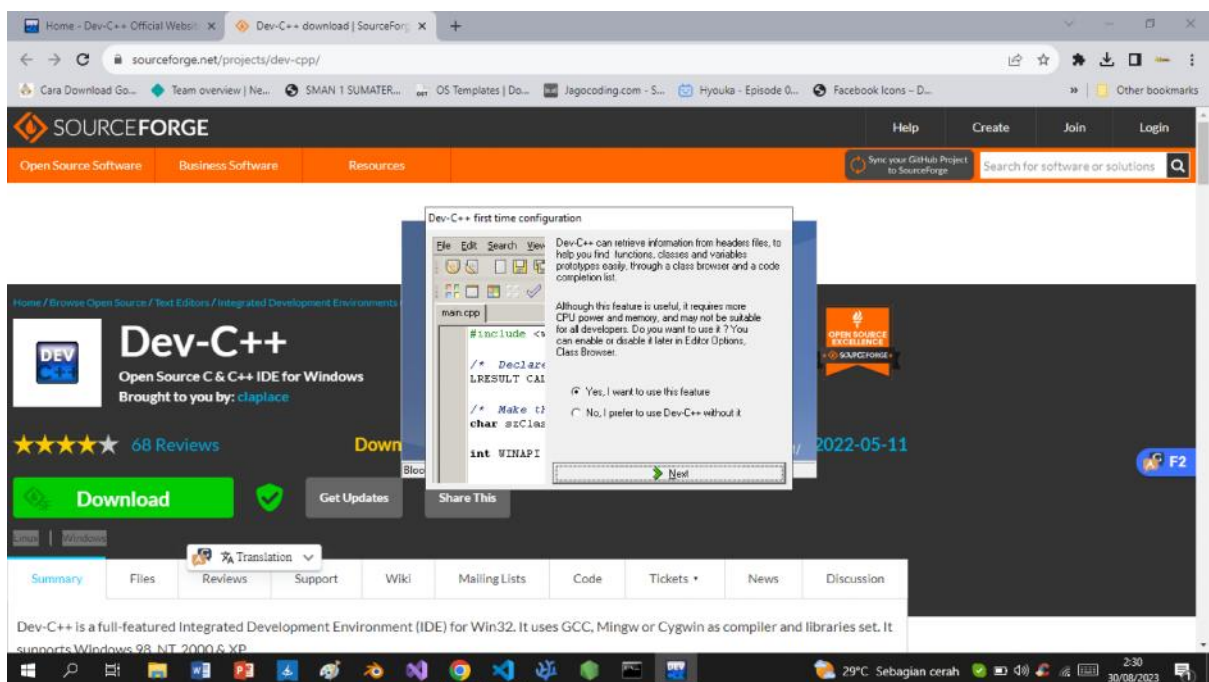 Home - Dev-C++ Official Websit
Dev-C++ download | SourceForg
sourceforge.net/projects/dev-cpp/
Cara Download Go...
Team overview | Ne...
SMAN 1 SUMATER...
OS Templates | Do...
Jagocoding.com - S...
Hyouka - Episode 0...
Facebook Icons – D...
»
Other bookmarks
SOURCEFORGE
Help
Create
Join
Login
Open Source Software
Business Software
Resources
Sync your GitHub Project
to SourceForge
Search for software or solutions
Dev-C++ first time configuration
File Edit Search View
main.cpp
#include <w
/* Declare
LRESULT CAL
/* Make th
char szClas
int WINAPI
Dev-C++ can retrieve information from headers files, to
help you find functions, classes and variables
prototypes easily, through a class browser and a code
completion list.
Although this feature is useful, it requires more
CPU power and memory, and may not be suitable
for all developers. Do you want to use it ? You
can enable or disable it later in Editor Options,
Class Browser.
Yes, I want to use this feature
No, I prefer to use Dev-C++ without it
Next
Home / Browse Open Source / Text Editors / Integrated Development Environments
DEV
C++
Dev-C++
Open Source C & C++ IDE for Windows
Brought to you by: claplace
OPEN SOURCE
EXCELLENCE
SOURCEFORGE
68 Reviews
Down
2022-05-11
Bloo
F2
Download
Get Updates
Share This
Linux | Windows
Translation
Summary
Files
Reviews
Support
Wiki
Mailing Lists
Code
Tickets
News
Discussion
Dev-C++ is a full-featured Integrated Development Environment (IDE) for Win32. It uses GCC, Mingw or Cygwin as compiler and libraries set. It
supports Windows 98, NT, 2000 & XP.
29°C Sebagian cerah
2:30
30/08/2023